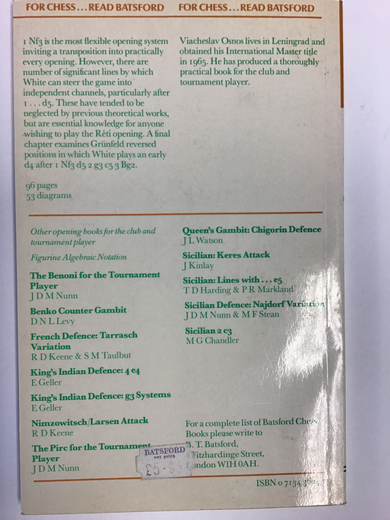 FOR CHESS...READ BATSFORD
FOR CHESS...READ BATSFORD
1 Nf3 is the most flexible opening system
inviting a transposition into practically
every opening. However, there are
number of significant lines by which
White can steer the game into
independent channels, particularly after
1 . . . d5. These have tended to be
neglected by previous theoretical works,
but are essential knowledge for anyone
wishing to play the Réti opening. A final
chapter examines Grünfeld reversed
positions in which White plays an early
d4 after 1 Nf3 d5 2 g3 c5 3 Bg2.
96 pages
53 diagrams
Viacheslav Osnos lives in Leningrad and
obtained his International Master title
in 1965. He has produced a thoroughly
practical book for the club and
tournament player.
Other opening books for the club and
tournament player
Figurine Algebraic Notation
The Benoni for the Tournament
Player
J D M Nunn
Benko Counter Gambit
D N L Levy
French Defence: Tarrasch
Variation
R D Keene & S M Taulbut
King's Indian Defence: 4 e4
E Geller
King's Indian Defence: g3 Systems
E Geller
Nimzowitsch/Larsen Attack
R D Keene
The Pirc for the Tournament
Player
J D M Nunn
Queen's Gambit: Chigorin Defence
J L Watson
Sicilian: Keres Attack
J Kinlay
Sicilian: Lines with . . . e5
T D Harding & P R Markland
Sicilian Defence: Najdorf Variation
J D M Nunn & M F Stean
Sicilian 2 c3
M G Chandler
For a complete list of Batsford Chess
Books please write to
B. T. Batsford,
Fitzhardinge Street,
London W1H 0AH.
BATSFORD
net price
ISBN 0 7134